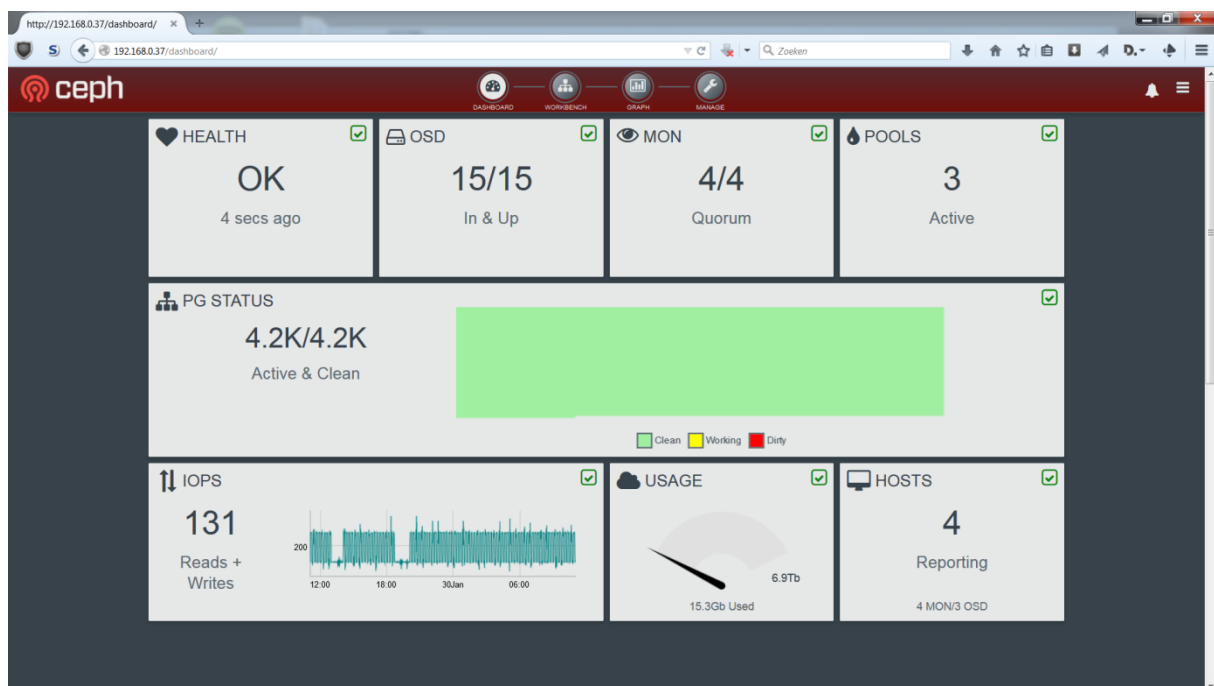 http://192.168.0.37/dashboard/
192.168.0.37/dashboard/
Zoeken
D.
ceph
DASHBOARD WORKBENCH GRAPH MANAGE
HEALTH
OK
4 secs ago
OSD
15/15
In & Up
MON
4/4
Quorum
POOLS
3
Active
PG STATUS
4.2K/4.2K
Active & Clean
Clean Working Dirty
IOPS
131
Reads +
Writes
200
12:00 18:00 30Jan 06:00
USAGE
6.9Tb
15.3Gb Used
HOSTS
4
Reporting
4 MON/3 OSD